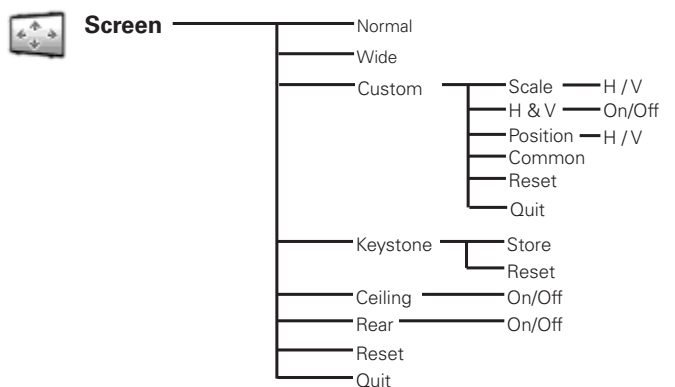 Screen Normal
Wide
Custom Scale H / V
H & V On/Off
Position H / V
Common
Reset
Quit
Keystone Store
Reset
Ceiling On/Off
Rear On/Off
Reset
Quit